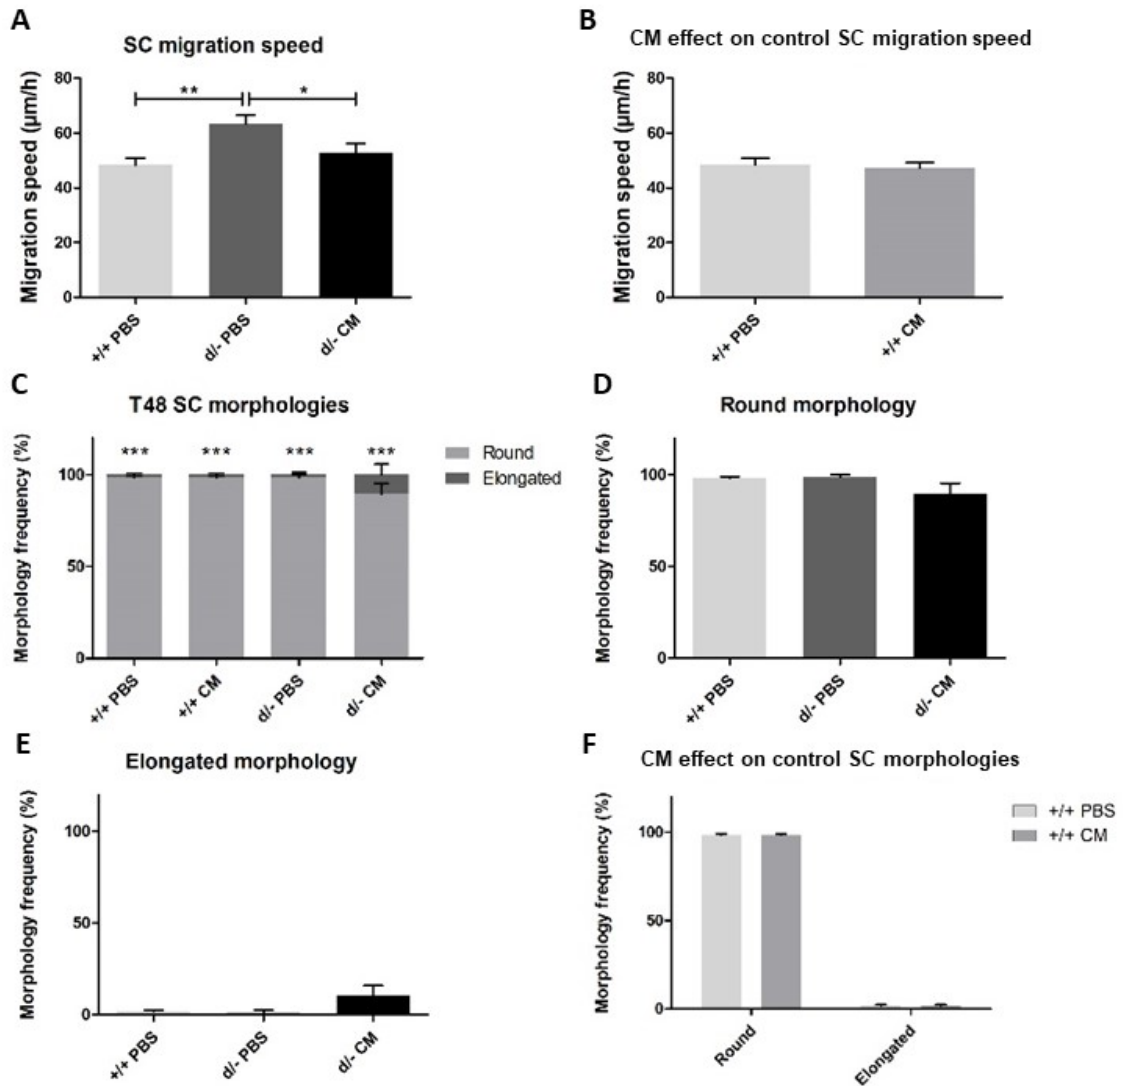 A
SC migration speed
Migration speed (µm/h)
80
60
40
20
0
**
*
+/+ PBS
d/- PBS
d/- CM
B
CM effect on control SC migration speed
Migration speed (µm/h)
80
60
40
20
0
+/+ PBS
+/+ CM
C
T48 SC morphologies
Morphology frequency (%)
100
50
0
*** *** *** ***
Round
Elongated
+/+ PBS
+/+ CM
d/- PBS
d/- CM
D
Round morphology
Morphology frequency (%)
100
50
0
+/+ PBS
d/- PBS
d/- CM
E
Elongated morphology
Morphology frequency (%)
100
50
0
+/+ PBS
d/- PBS
d/- CM
F
CM effect on control SC morphologies
Morphology frequency (%)
100
50
0
+/+ PBS
+/+ CM
Round
Elongated